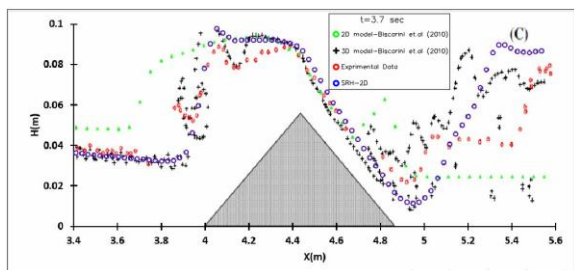 t=3.7 sec
(C)
2D model-Biscarini et al (2010)
3D model-Biscarini et al (2010)
Exprimental Data
SRH-2D
H(m)
0.1
0.08
0.06
0.04
0.02
0
3.4 3.6 3.8 4 4.2 4.4 4.6 4.8 5 5.2 5.4 5.6
X(m)